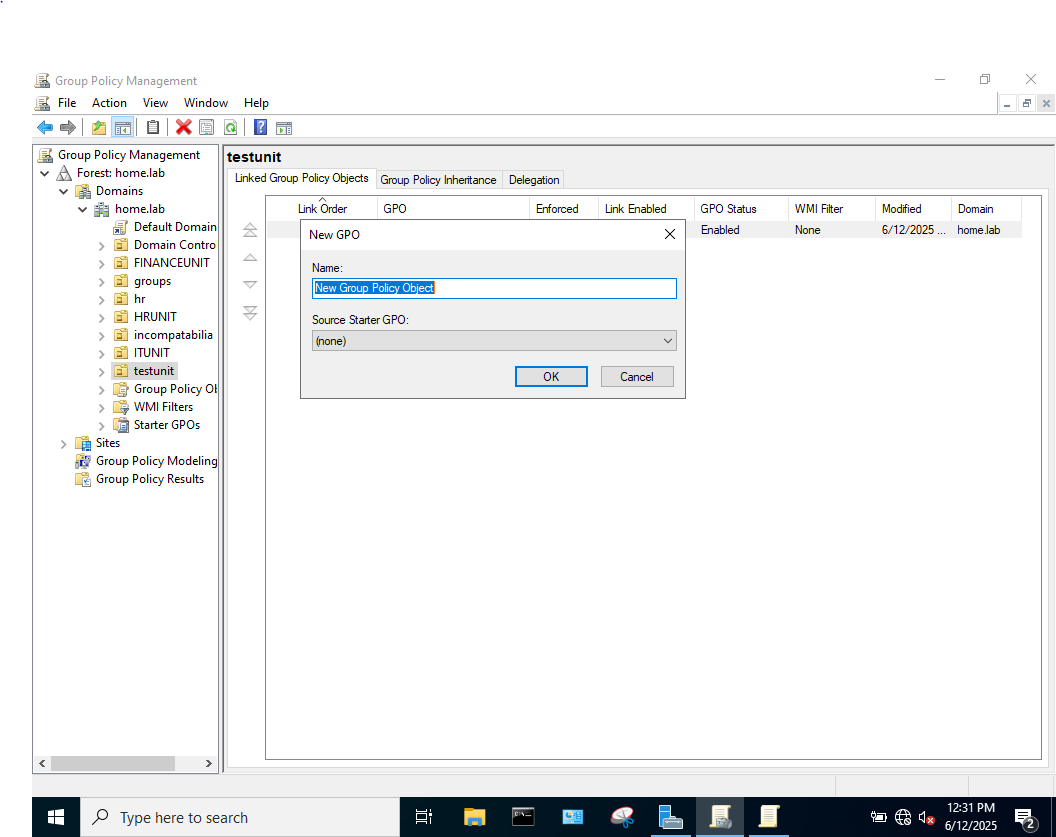 Group Policy Management
File Action View Window Help
Group Policy Management
Forest: home.lab
Domains
home.lab
Default Domain
Domain Contro
FINANCEUNIT
groups
hr
HRUNIT
incompatabilia
ITUNIT
testunit
Group Policy Ob
WMI Filters
Starter GPOs
Sites
Group Policy Modeling
Group Policy Results
testunit
Linked Group Policy Objects Group Policy Inheritance Delegation
Link Order GPO Enforced Link Enabled GPO Status WMI Filter Modified Domain
Enabled None 6/12/2025 ... home.lab
New GPO
Name:
New Group Policy Object
Source Starter GPO:
(none)
OK Cancel
Type here to search
12:31 PM
6/12/2025
2